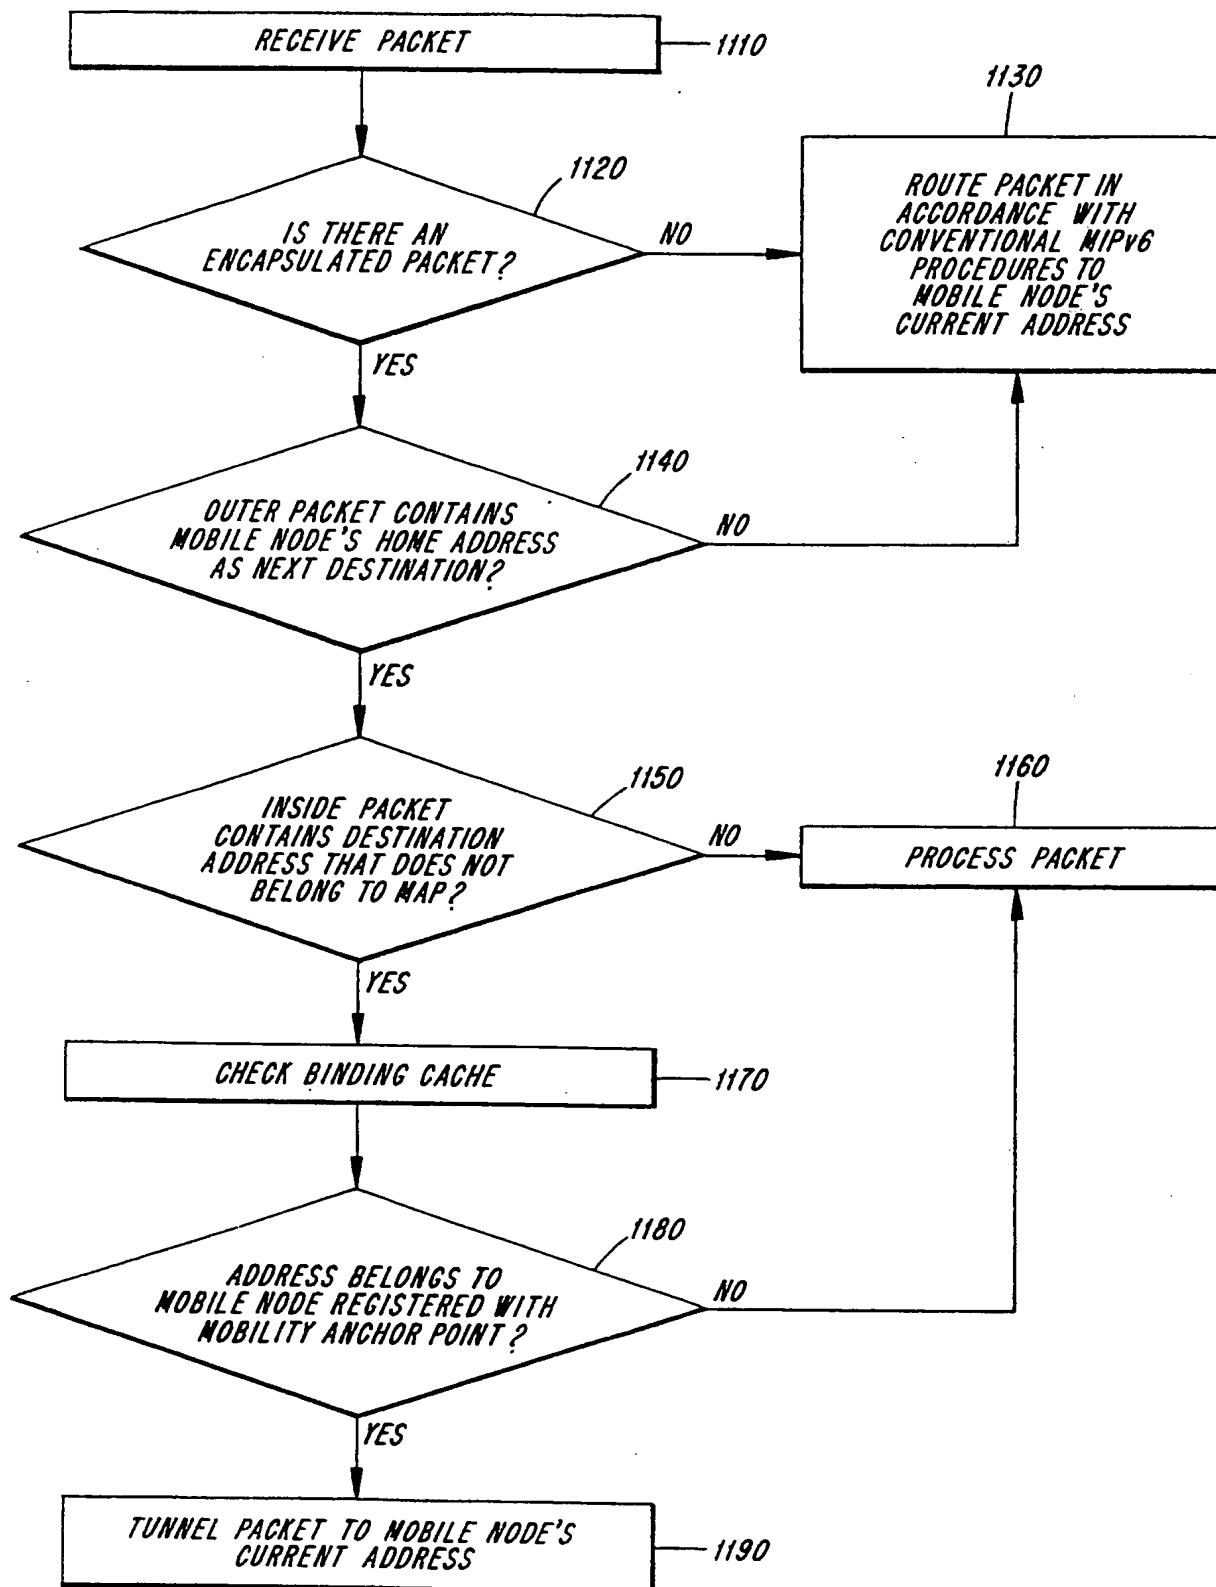 RECEIVE PACKET
1110
1130
1120
IS THERE AN
ENCAPSULATED PACKET?
NO
ROUTE PACKET IN
ACCORDANCE WITH
CONVENTIONAL MIPv6
PROCEDURES TO
MOBILE NODE'S
CURRENT ADDRESS
YES
1140
OUTER PACKET CONTAINS
MOBILE NODE'S HOME ADDRESS
AS NEXT DESTINATION?
NO
YES
1150
INSIDE PACKET
CONTAINS DESTINATION
ADDRESS THAT DOES NOT
BELONG TO MAP?
NO
1160
PROCESS PACKET
YES
CHECK BINDING CACHE
1170
1180
ADDRESS BELONGS TO
MOBILE NODE REGISTERED WITH
MOBILITY ANCHOR POINT?
NO
YES
TUNNEL PACKET TO MOBILE NODE'S
CURRENT ADDRESS
1190